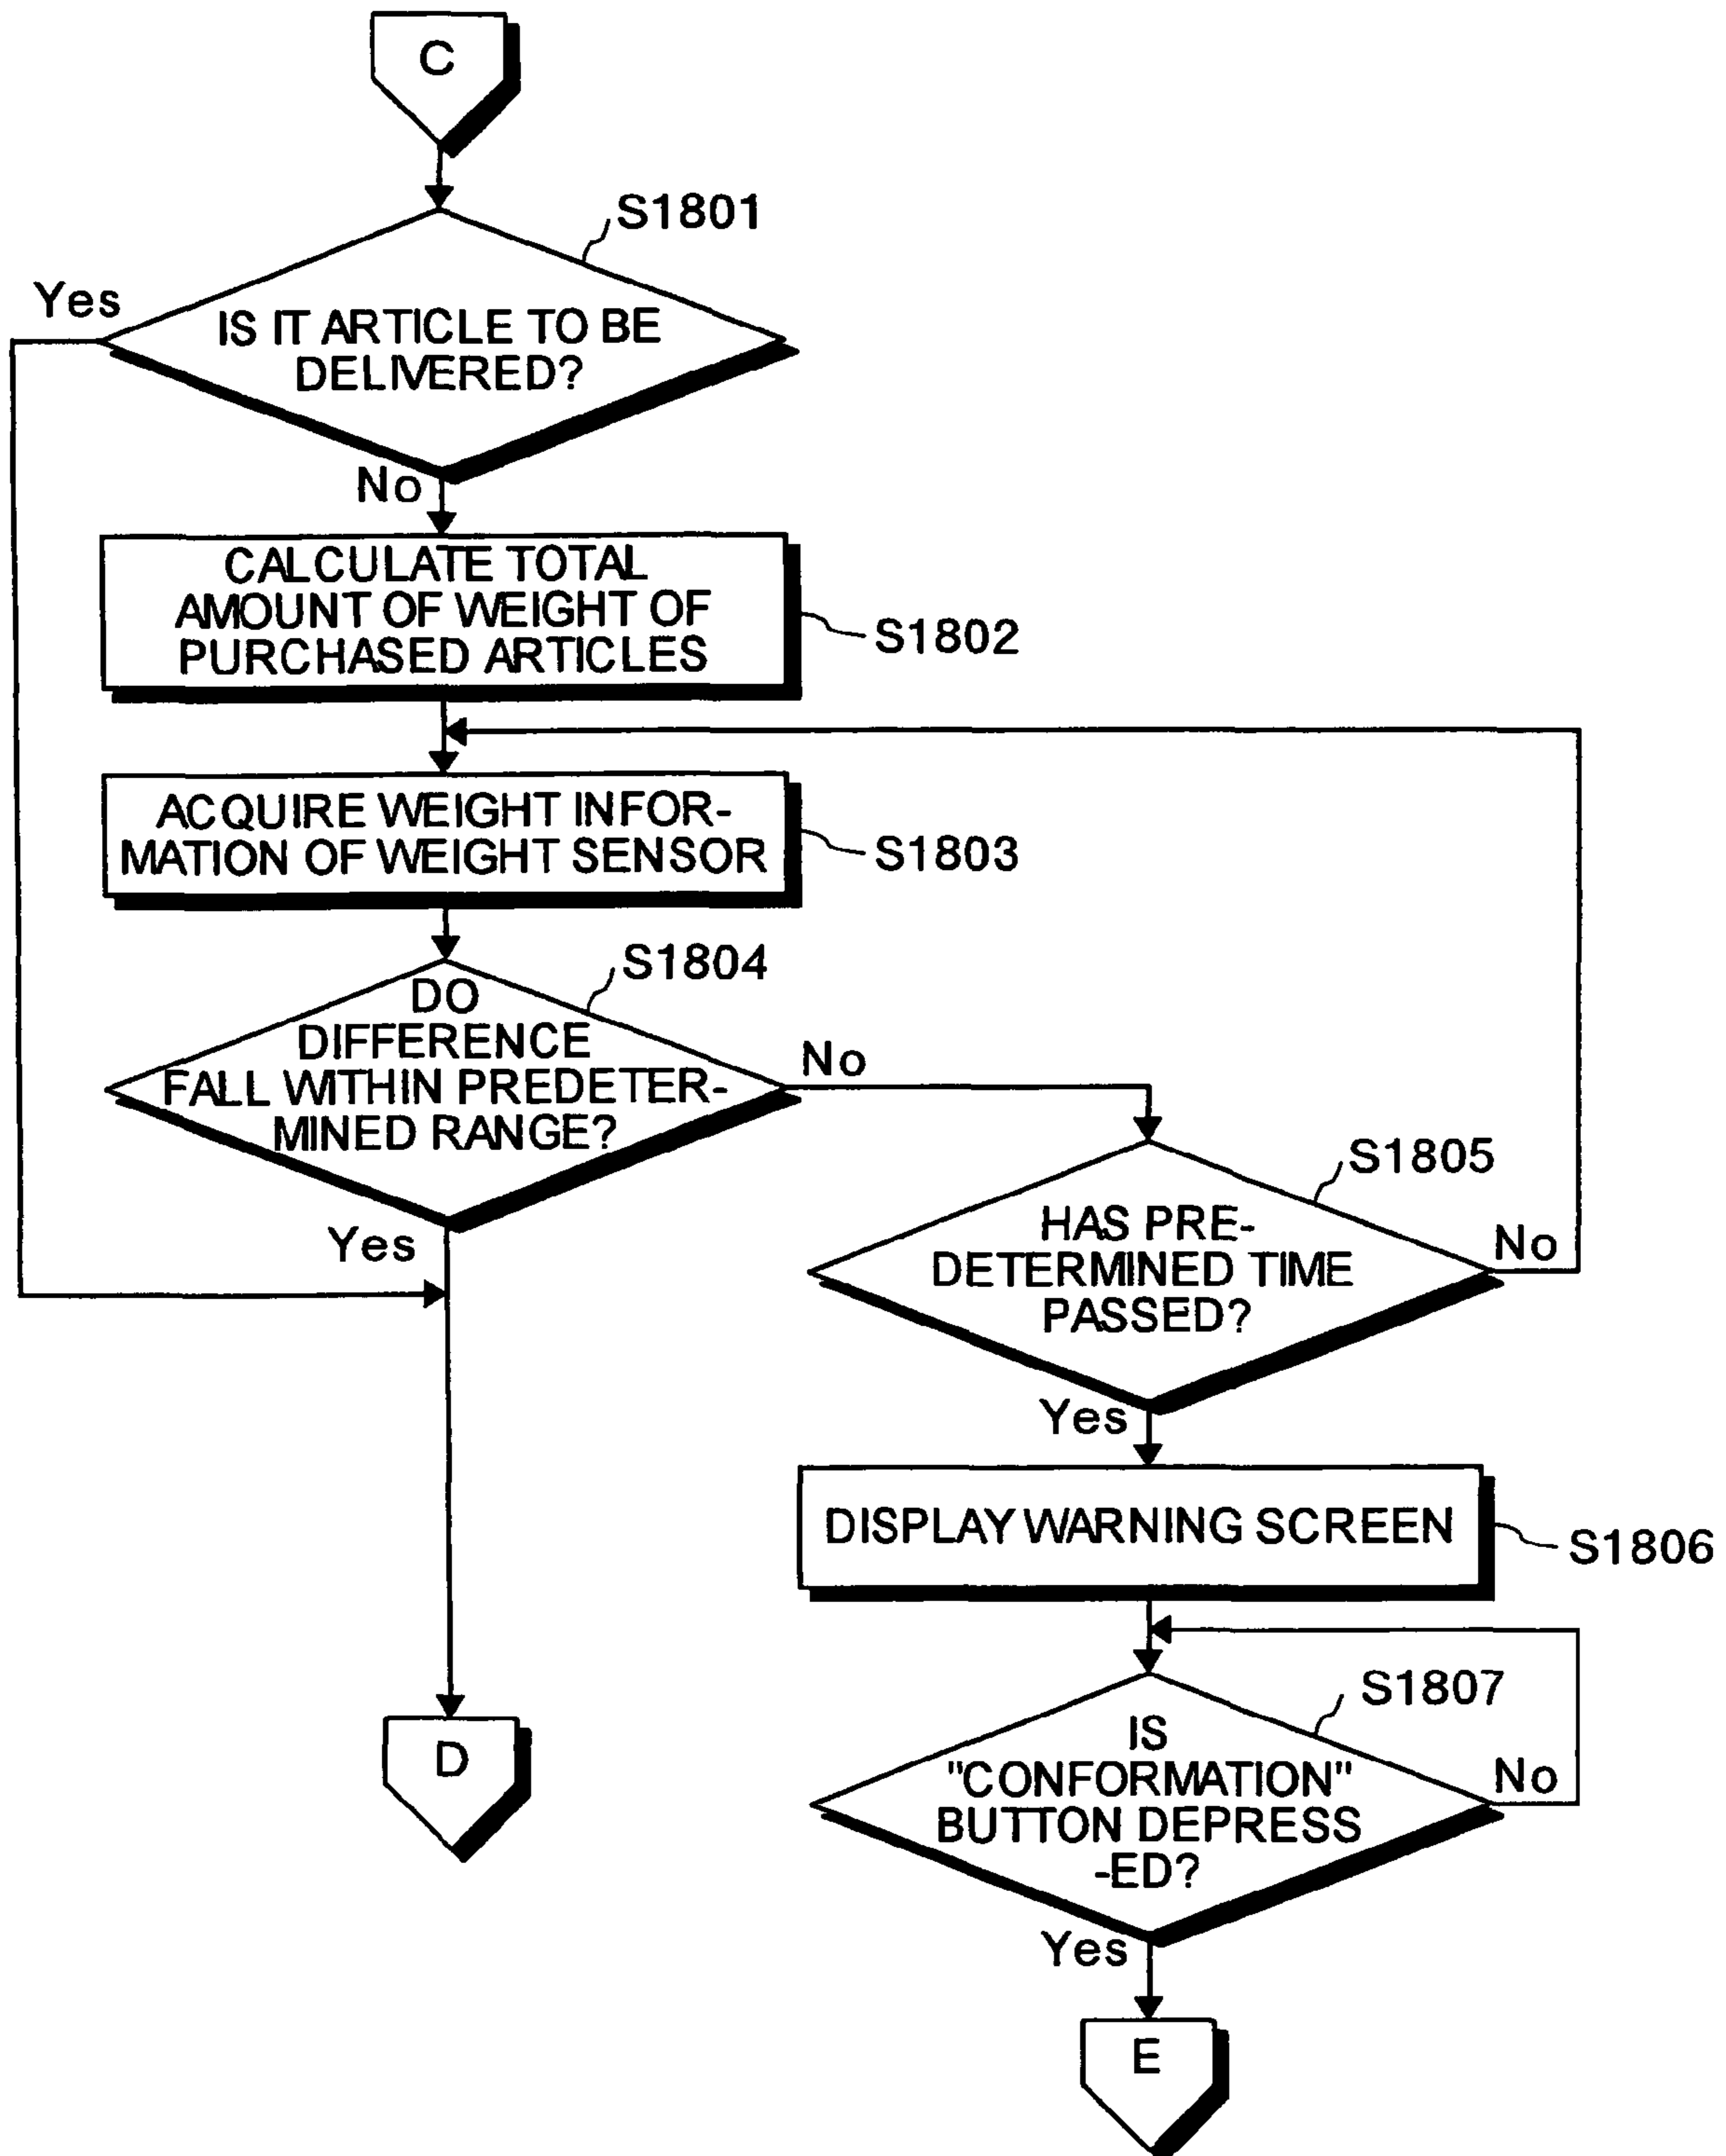 C
S1801
Yes
IS IT ARTICLE TO BE
DELIVERED?
No
CALCULATE TOTAL
AMOUNT OF WEIGHT OF
PURCHASED ARTICLES
S1802
ACQUIRE WEIGHT INFOR-
MATION OF WEIGHT SENSOR
S1803
S1804
DO
DIFFERENCE
FALL WITHIN PREDETER-
MINED RANGE?
No
Yes
S1805
HAS PRE-
DETERMINED TIME
PASSED?
No
Yes
DISPLAY WARNING SCREEN
S1806
S1807
IS
"CONFORMATION"
BUTTON DEPRESS
-ED?
No
Yes
D
E